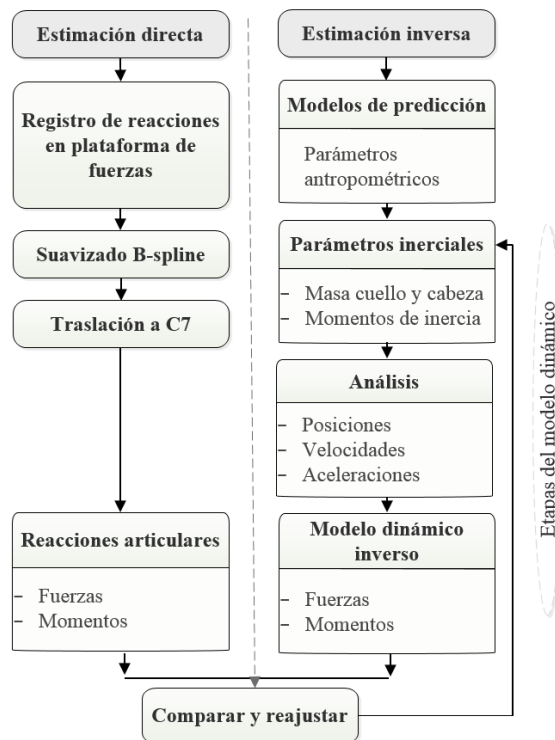 Estimación directa
Registro de reacciones
en plataforma de
fuerzas
Suavizado B-spline
Traslación a C7
Reacciones articulares
- Fuerzas
- Momentos
Estimación inversa
Modelos de predicción
Parámetros
antropométricos
Parámetros inerciales
- Masa cuello y cabeza
- Momentos de inercia
Análisis
- Posiciones
- Velocidades
- Aceleraciones
Modelo dinámico
inverso
- Fuerzas
- Momentos
Comparar y reajustar
Etapas del modelo dinámico